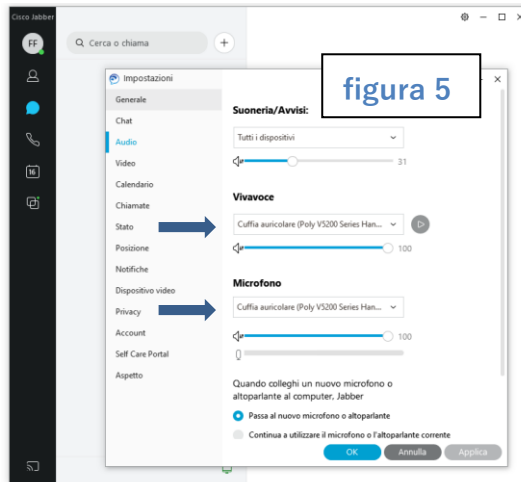 Cisco Jabber
FF
Cerca o chiama
16
Impostazioni
figura 5
Generale
Chat
Audio
Video
Calendario
Chiamate
Stato
Posizione
Notifiche
Dispositivo video
Privacy
Account
Self Care Portal
Aspetto
Suoneria/Avvisi:
Tutti i dispositivi
31
Vivavoce
Cuffia auricolare (Poly V5200 Series Han...
100
Microfono
Cuffia auricolare (Poly V5200 Series Han...
100
Quando colleghi un nuovo microfono o
altoparlante al computer, Jabber
Passa al nuovo microfono o altoparlante
Continua a utilizzare il microfono o l'altoparlante corrente
OK
Annulla
Applica